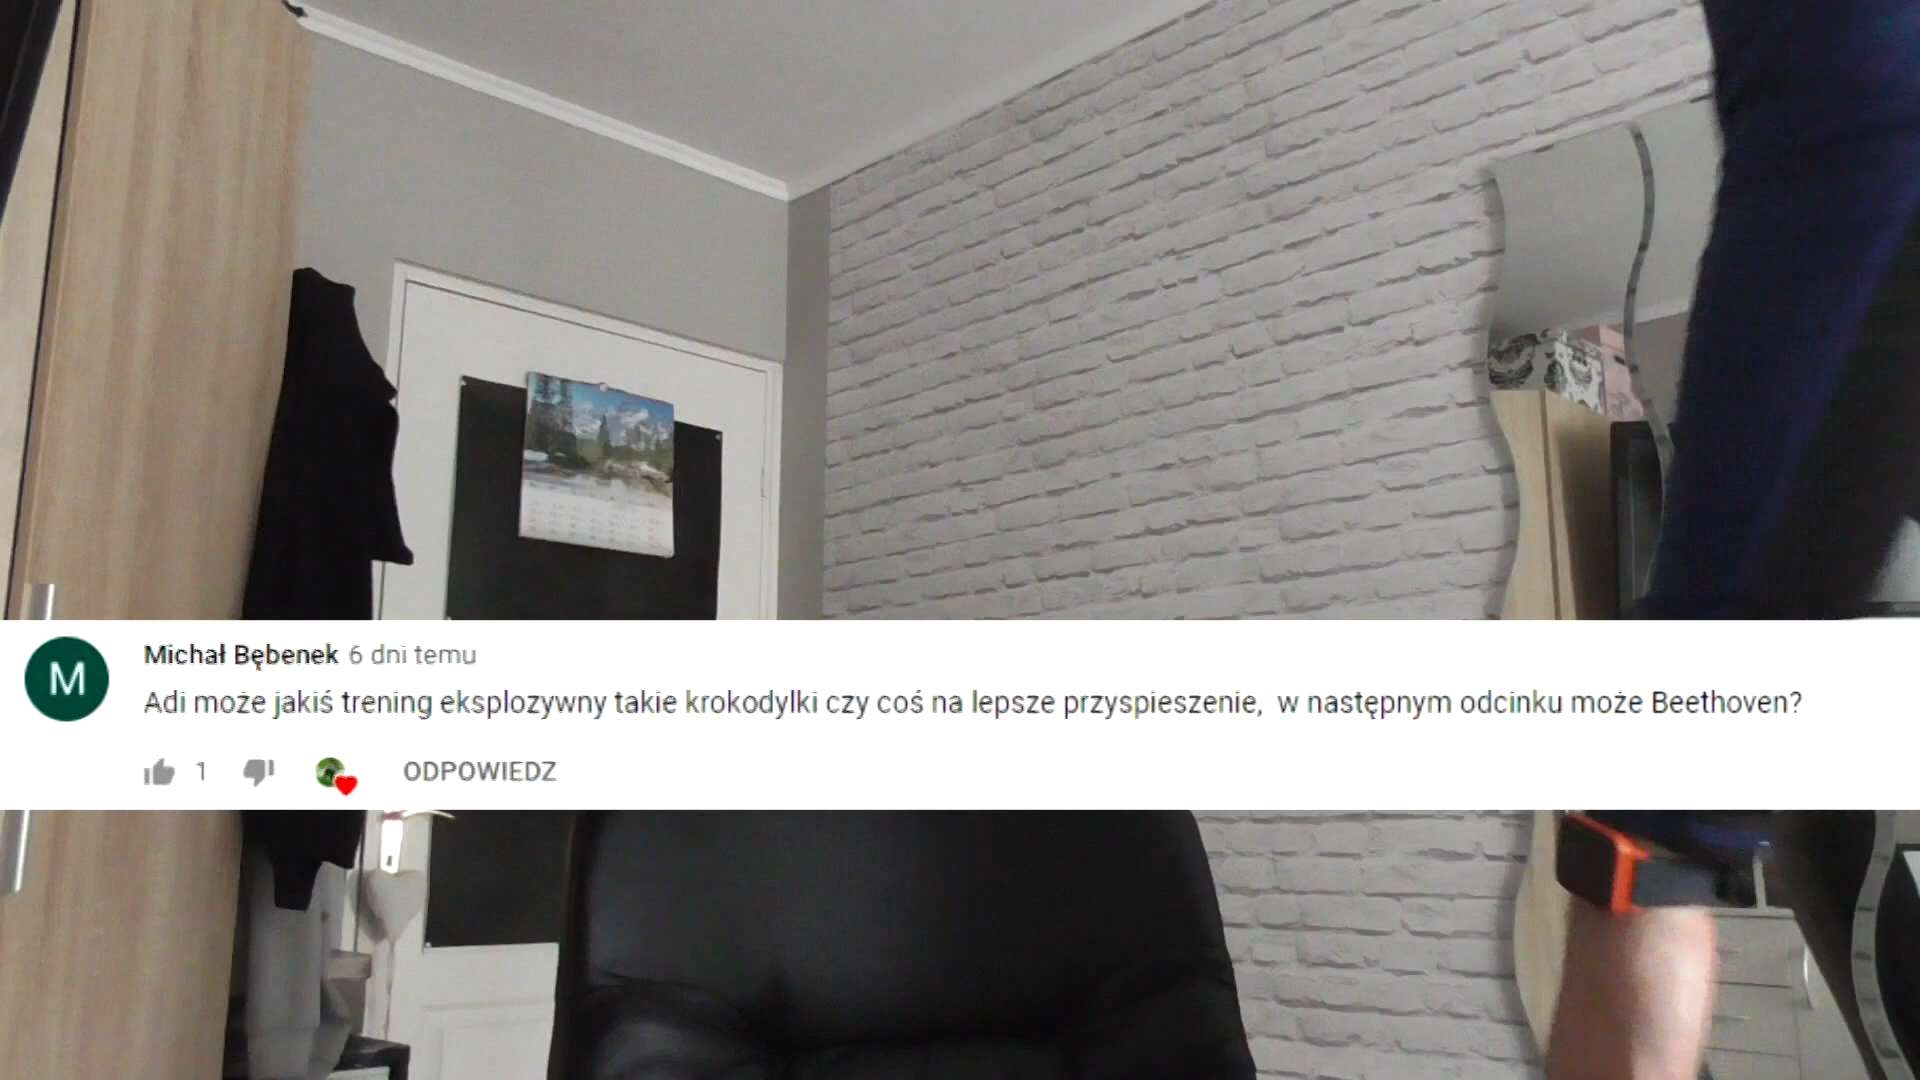 M
Michał Bębenek 6 dni temu
Adi może jakiś trening eksplozywny takie krokodylki czy coś na lepsze przyspieszenie, w następnym odcinku może Beethoven?
1
ODPOWIEDZ